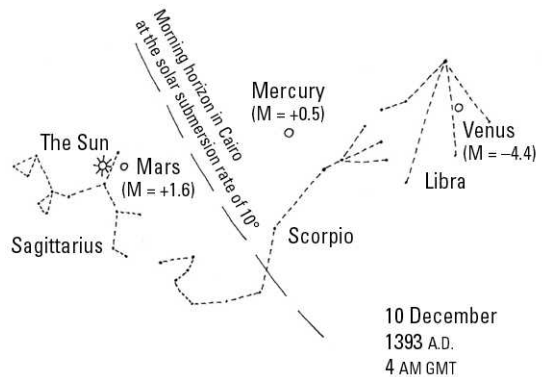 Morning horizon in Cairo
at the solar submersion rate of 10°
Mercury
(M = +0.5)
Venus
(M = –4.4)
The Sun
Mars
(M = +1.6)
Libra
Sagittarius
Scorpio
10 December
1393 A.D.
4 AM GMT